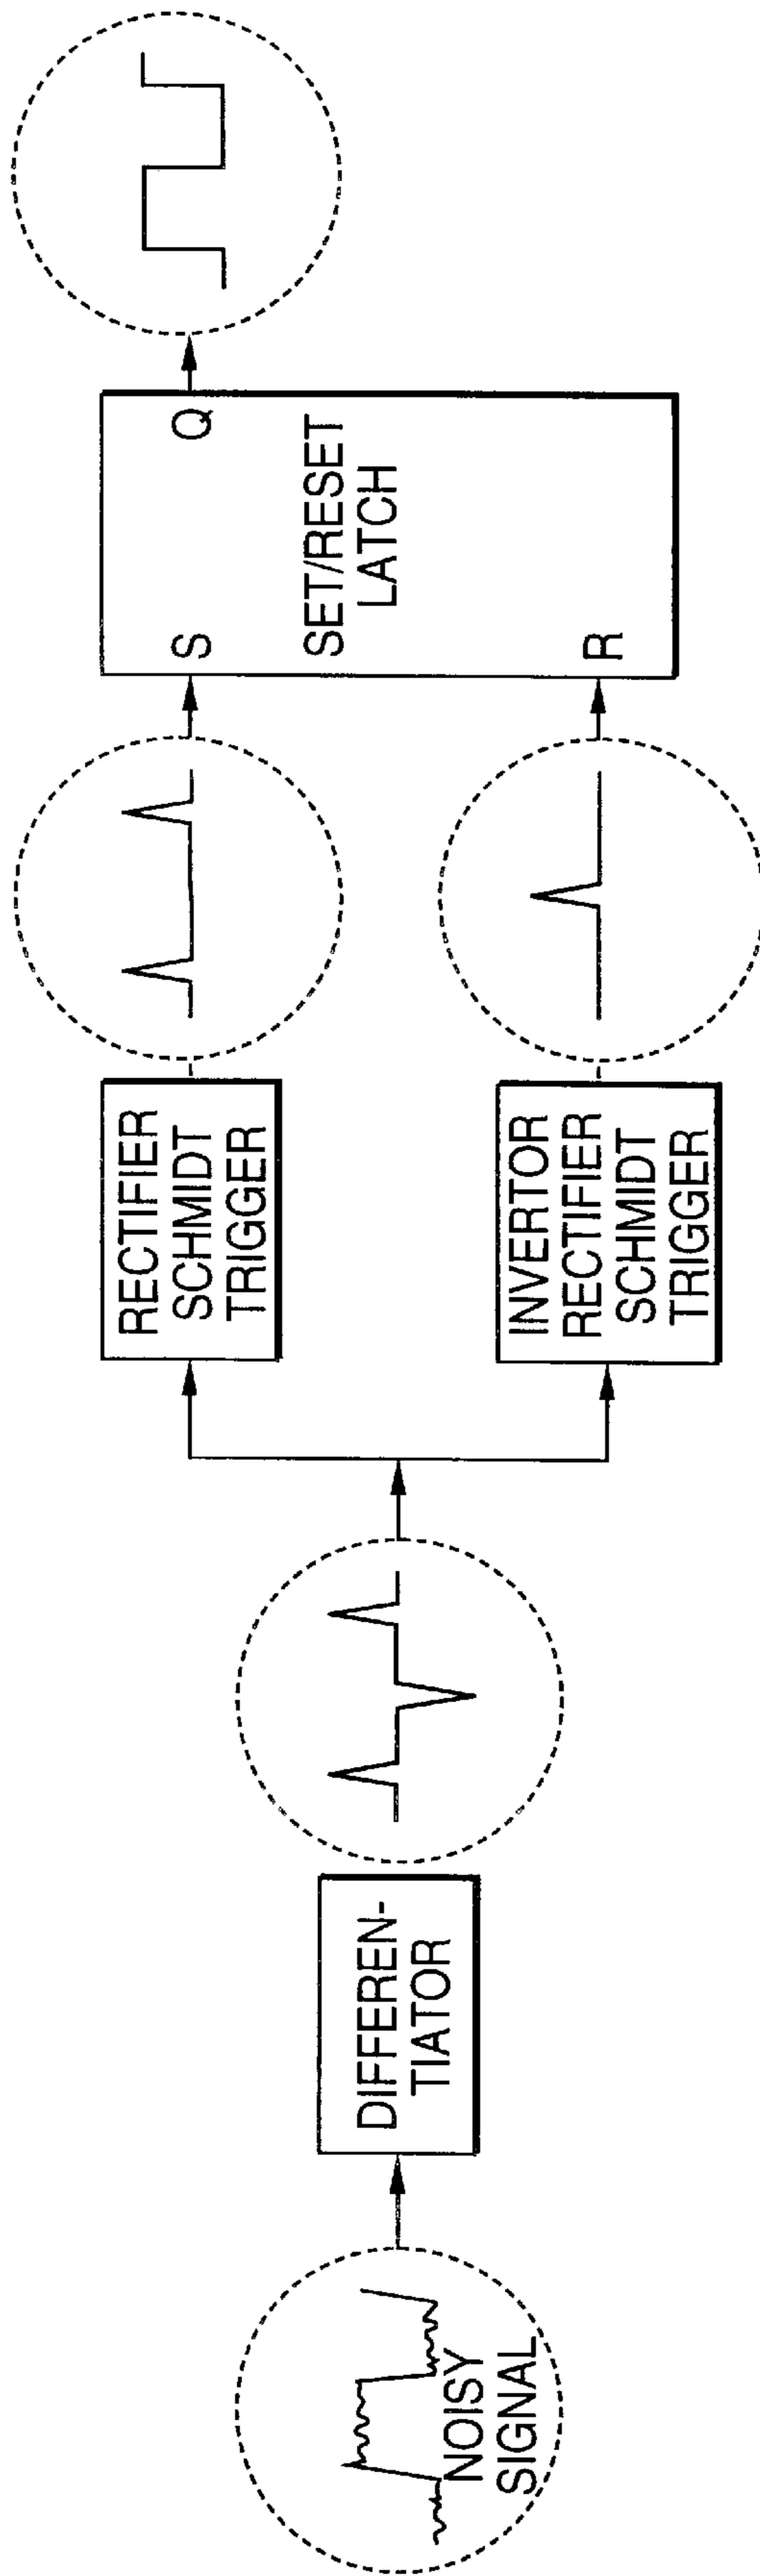 NOISY
SIGNAL
DIFFEREN-
TIATOR
RECTIFIER
SCHMIDT
TRIGGER
INVERTOR
RECTIFIER
SCHMIDT
TRIGGER
S
Q
SET/RESET
LATCH
R